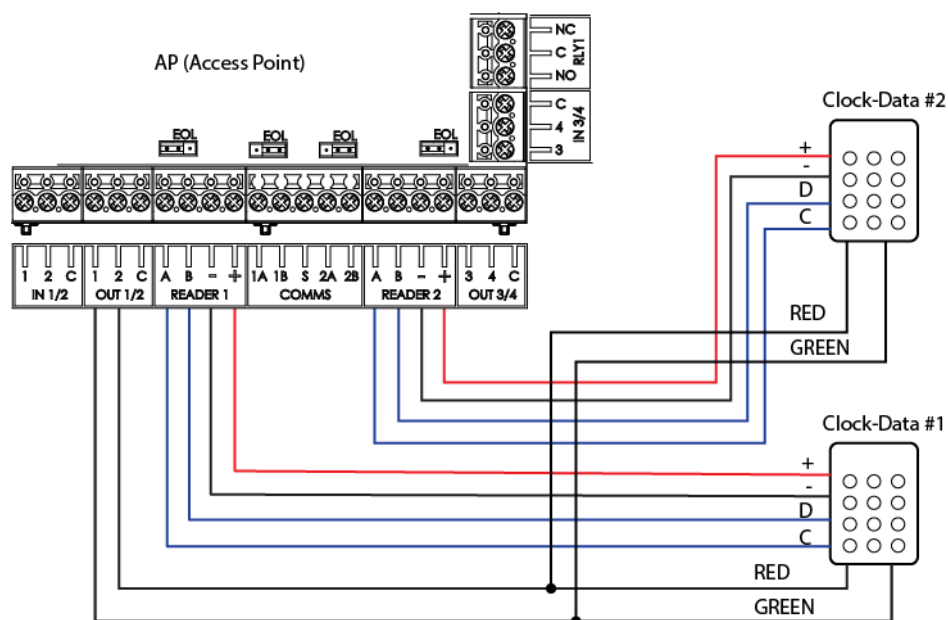 AP (Access Point)
NC
C
NO
RLY1
C
4
3
IN 3/4
EOL
EOL
EOL
EOL
1 2 C
IN 1/2
1 2 C
OUT 1/2
A B - +
READER 1
1A 1B S 2A 2B
COMMS
A B - +
READER 2
3 4 C
OUT 3/4
Clock-Data #2
+
-
D
C
RED
GREEN
Clock-Data #1
+
-
D
C
RED
GREEN